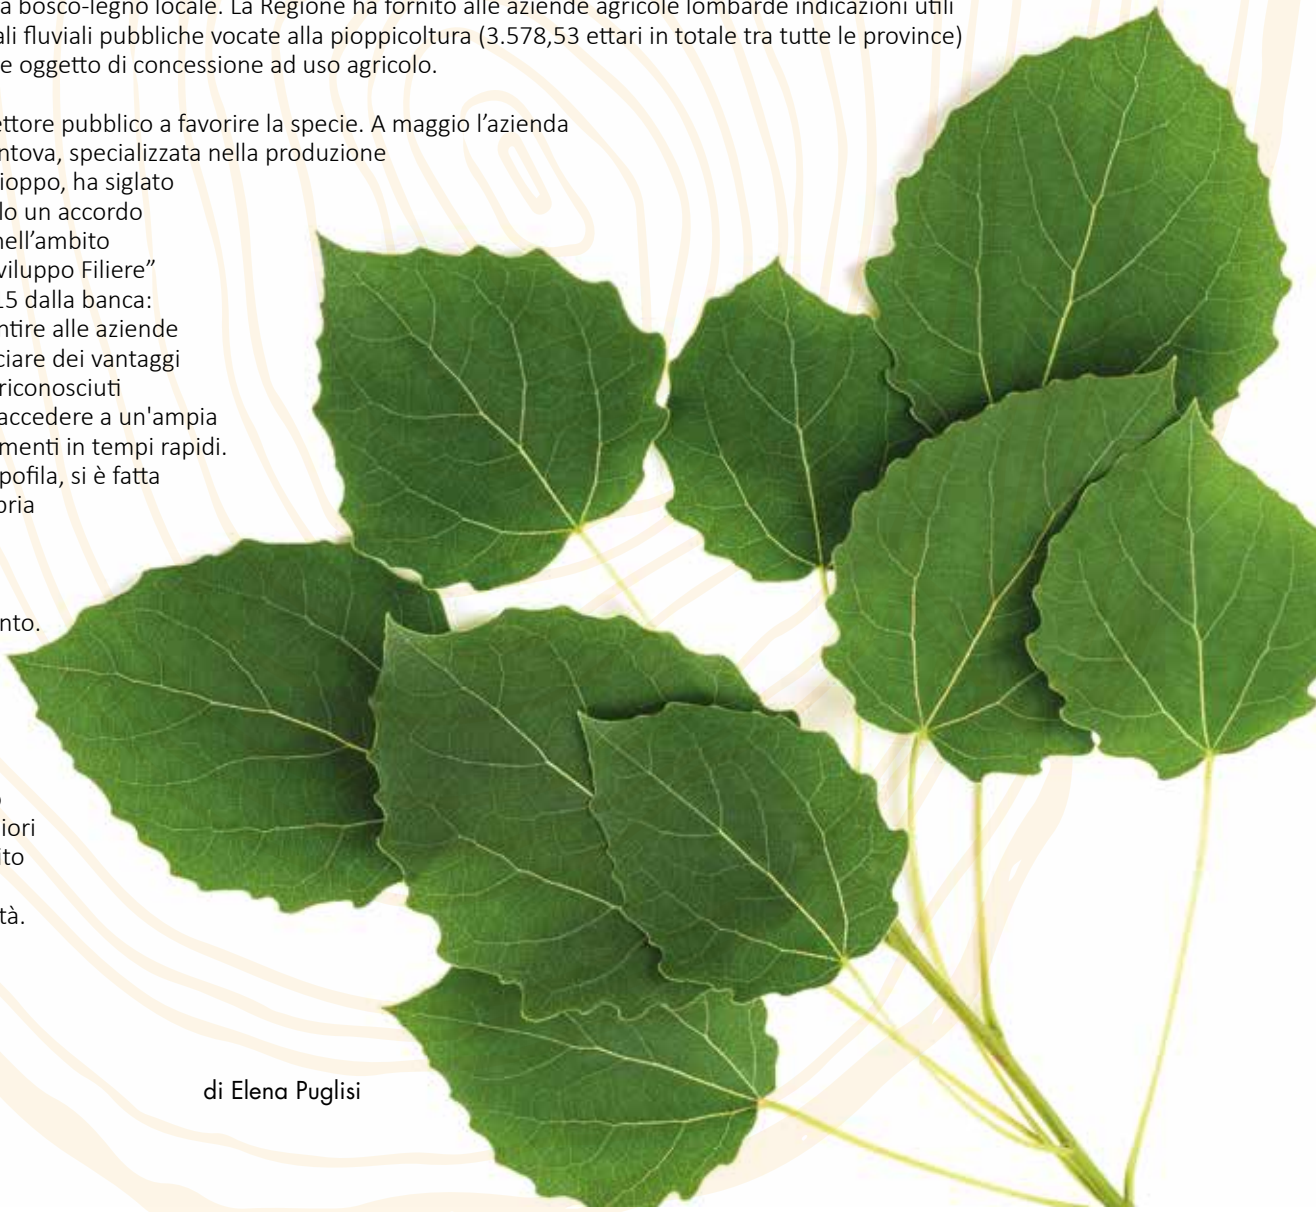 a bosco-legno locale. La Regione ha fornito alle aziende agricole lombarde indicazioni utili
ali fluviali pubbliche vocate alla pioppicoltura (3.578,53 ettari in totale tra tutte le province)
e oggetto di concessione ad uso agricolo.
ettore pubblico a favorire la specie. A maggio l’azienda
ntova, specializzata nella produzione
ioppo, ha siglato
lo un accordo
nell’ambito
viluppo Filiere”
15 dalla banca:
ntire alle aziende
ciare dei vantaggi
riconosciuti
accedere a un'ampia
menti in tempi rapidi.
pofila, si è fatta
pria
nto.
o
iori
ito
tà.
di Elena Puglisi